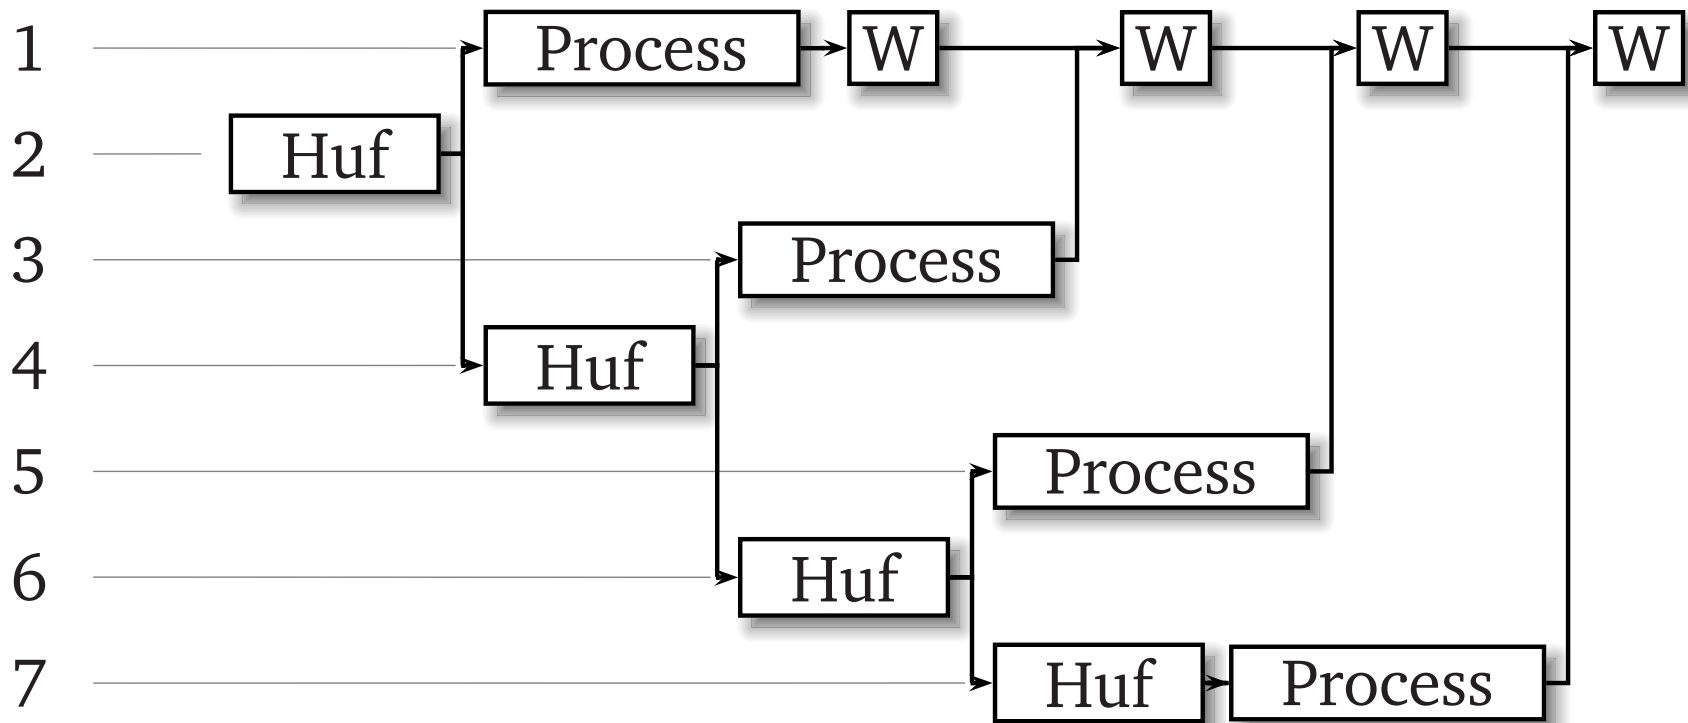 1 Process W W W W
2 Huf
3 Process
4 Huf
5 Process
6 Huf
7 Huf Process